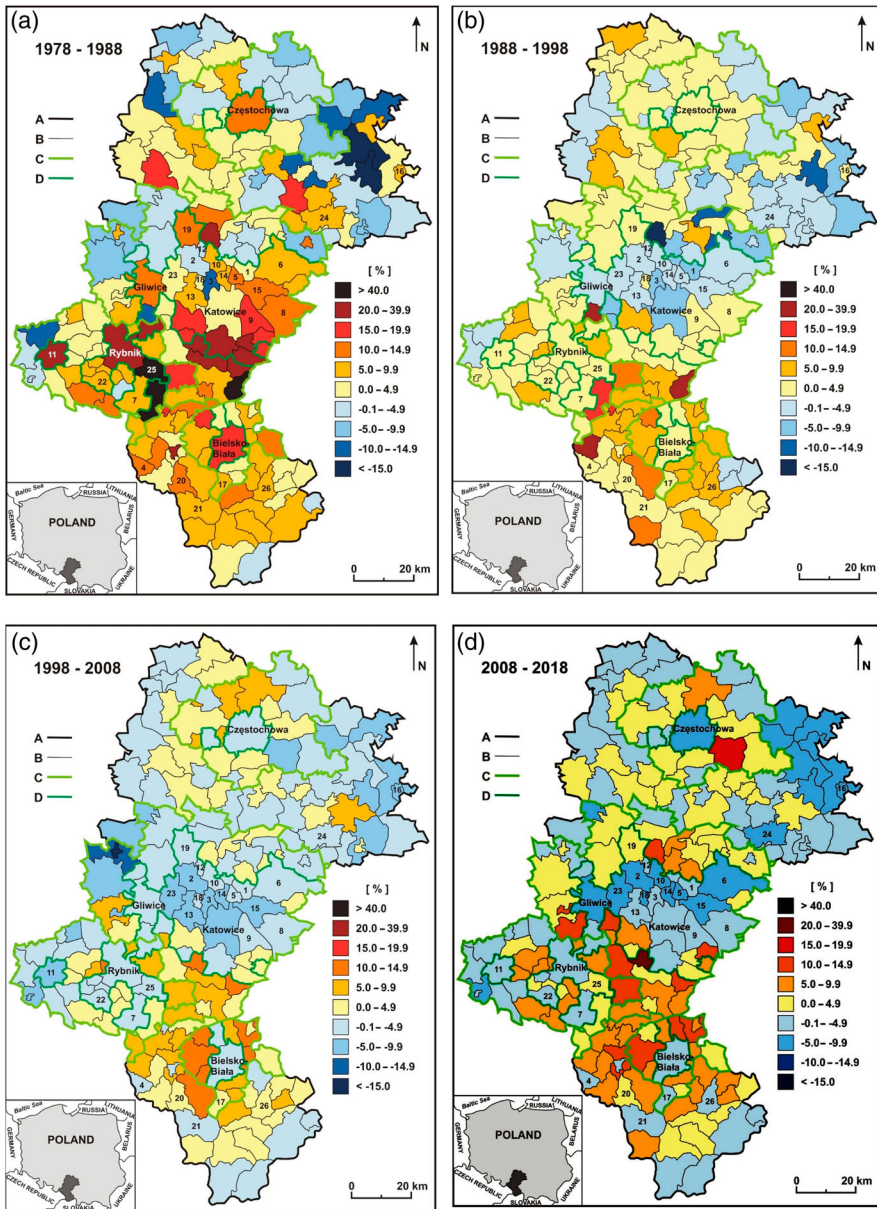 (a)
1978 - 1988
N
A
B
C
D
Częstochowa
16
24
19
12
2
10
1
6
23
18
3
14
5
15
Gliwice
13
Katowice
9
8
[ % ]
> 40.0
20.0 – 39.9
15.0 – 19.9
10.0 – 14.9
5.0 – 9.9
0.0 – 4.9
-0.1 – -4.9
-5.0 – -9.9
-10.0 – -14.9
< -15.0
11
Rybnik
25
22
7
Bielsko-
Biała
4
20
17
26
21
Baltic Sea
RUSSIA
LITHUANIA
GERMANY
POLAND
BELARUS
CZECH REPUBLIC
SLOVAKIA
UKRAINE
0 20 km
(b)
1988 - 1998
N
A
B
C
D
Częstochowa
16
24
19
12
2
10
1
6
23
18
3
14
5
15
Gliwice
13
Katowice
9
8
[ % ]
> 40.0
20.0 – 39.9
15.0 – 19.9
10.0 – 14.9
5.0 – 9.9
0.0 – 4.9
-0.1 – -4.9
-5.0 – -9.9
-10.0 – -14.9
< -15.0
11
Rybnik
25
22
7
Bielsko-
Biała
4
20
17
26
21
Baltic Sea
RUSSIA
LITHUANIA
GERMANY
POLAND
BELARUS
CZECH REPUBLIC
SLOVAKIA
UKRAINE
0 20 km
(c)
1998 - 2008
N
A
B
C
D
Częstochowa
16
24
19
12
2
10
1
6
23
18
3
14
5
15
Gliwice
13
Katowice
9
8
[ % ]
> 40.0
20.0 – 39.9
15.0 – 19.9
10.0 – 14.9
5.0 – 9.9
0.0 – 4.9
-0.1 – -4.9
-5.0 – -9.9
-10.0 – -14.9
< -15.0
11
Rybnik
25
22
7
Bielsko-
Biała
4
20
17
26
21
Baltic Sea
RUSSIA
LITHUANIA
GERMANY
POLAND
BELARUS
CZECH REPUBLIC
SLOVAKIA
UKRAINE
0 20 km
(d)
2008 - 2018
N
A
B
C
D
Częstochowa
16
24
19
12
2
10
1
6
23
18
3
14
5
15
Gliwice
13
Katowice
9
8
[ % ]
> 40.0
20.0 – 39.9
15.0 – 19.9
10.0 – 14.9
5.0 – 9.9
0.0 – 4.9
-0.1 – -4.9
-5.0 – -9.9
-10.0 – -14.9
< -15.0
11
Rybnik
25
22
7
Bielsko-
Biała
4
20
17
26
21
Baltic Sea
RUSSIA
LITHUANIA
GERMANY
POLAND
BELARUS
CZECH REPUBLIC
SLOVAKIA
UKRAINE
0 20 km